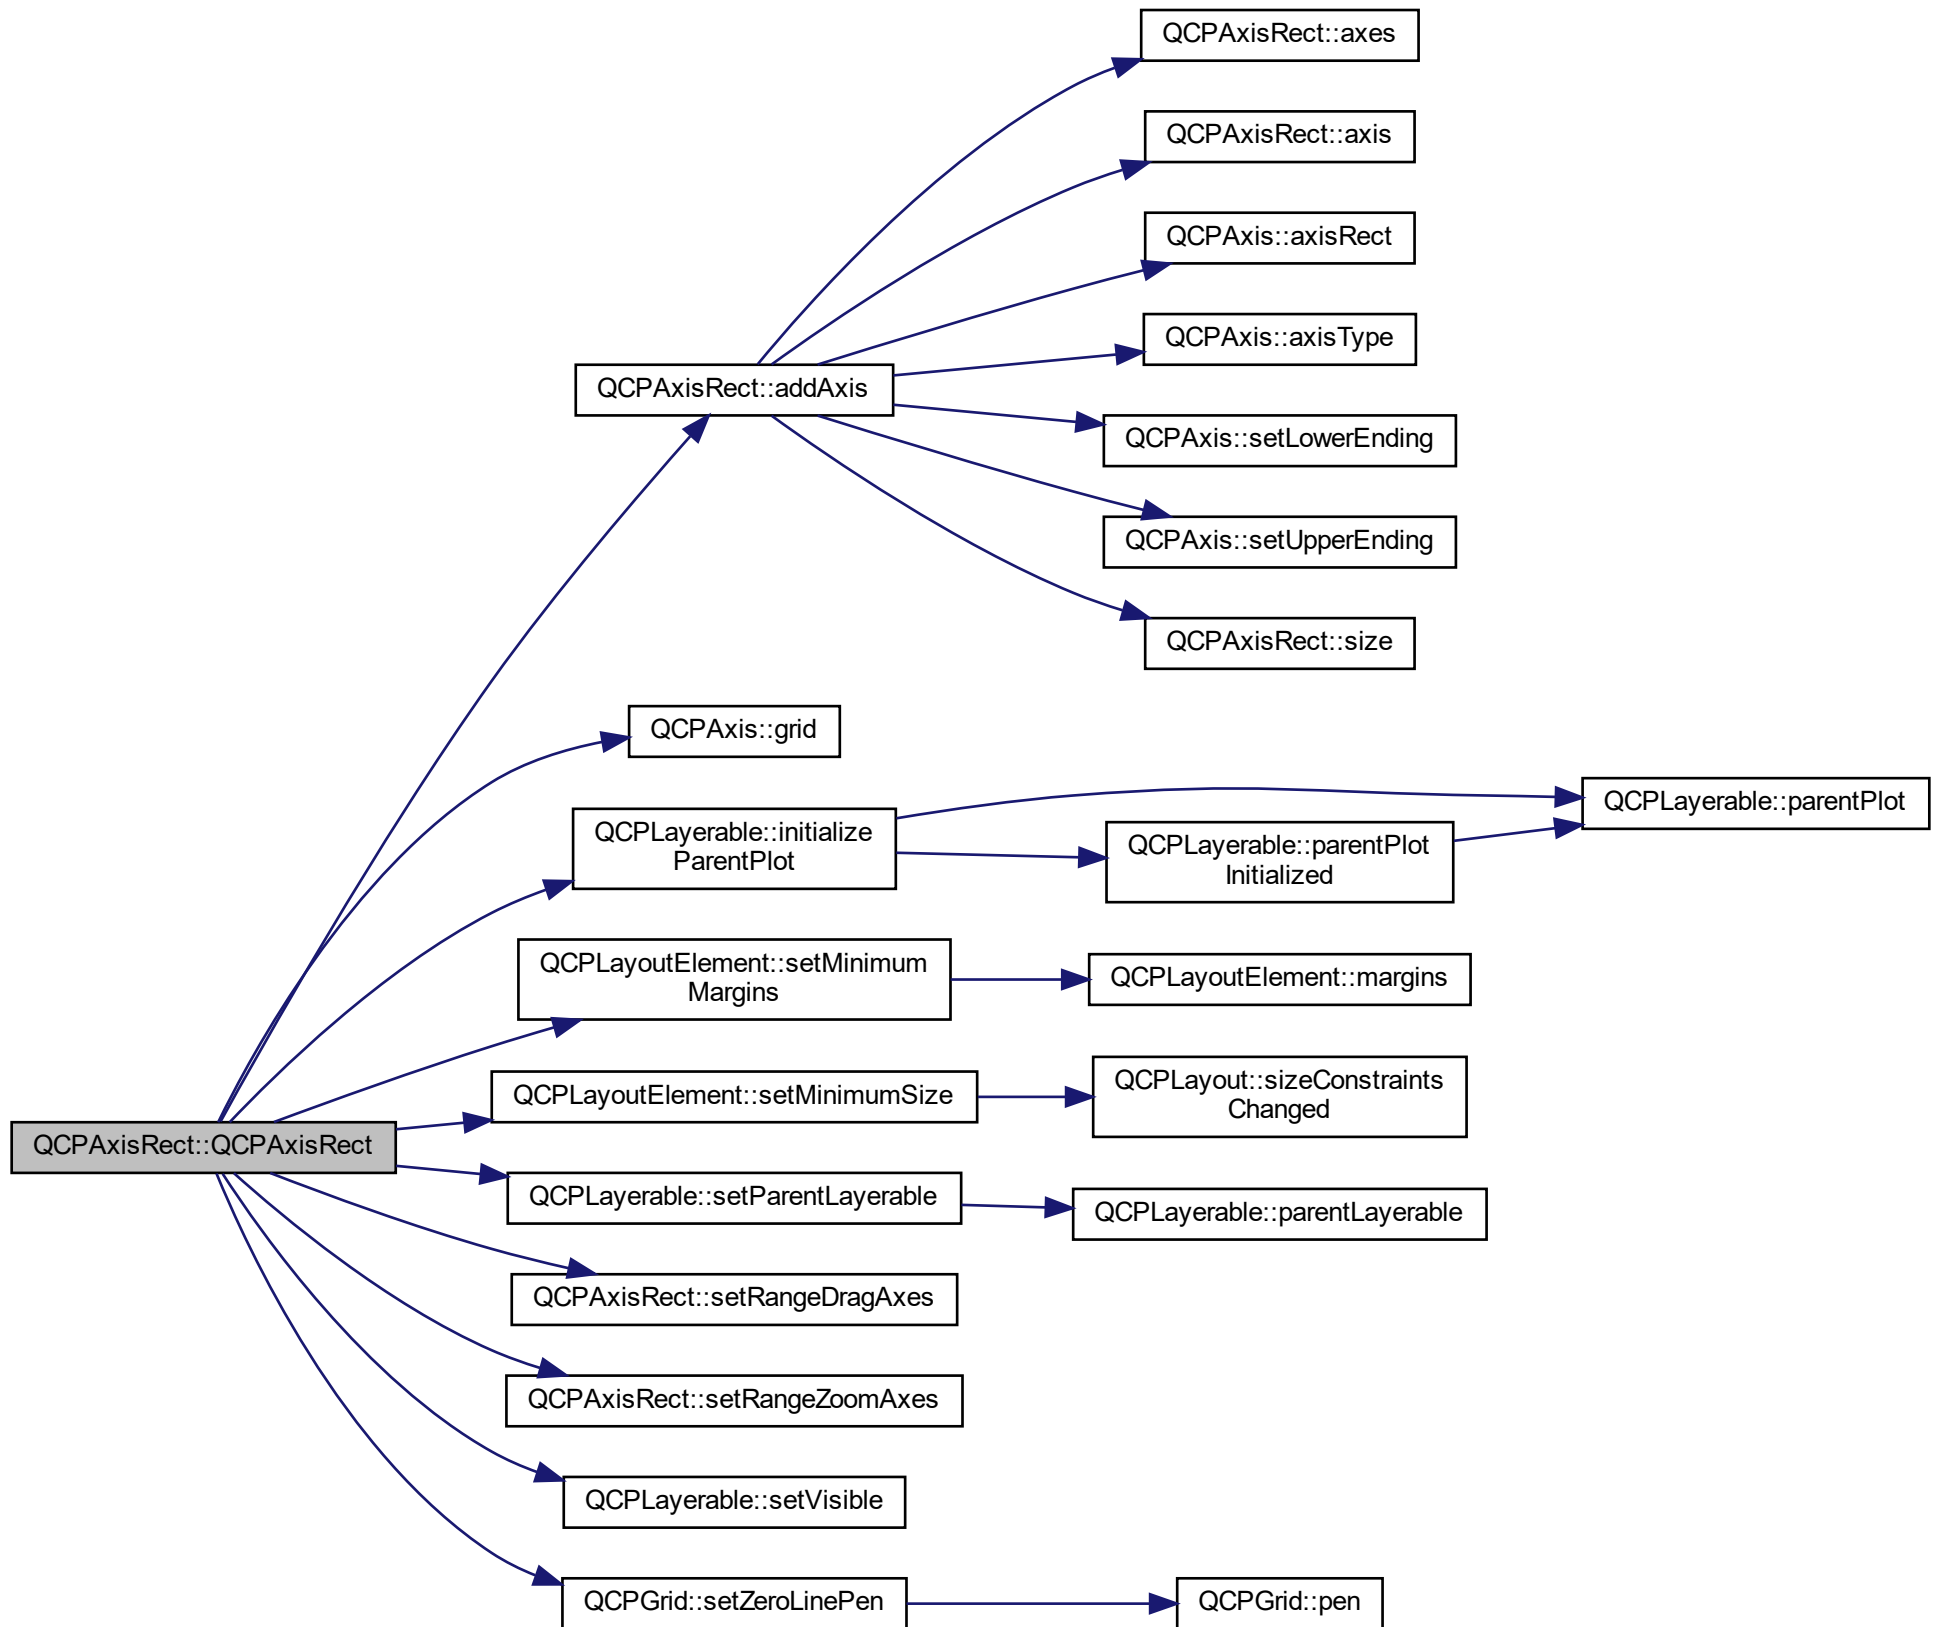 QCPAxisRect::axes
QCPAxisRect::axis
QCPAxis::axisRect
QCPAxis::axisType
QCPAxisRect::addAxis
QCPAxis::setLowerEnding
QCPAxis::setUpperEnding
QCPAxisRect::size
QCPAxis::grid
QCPLayerable::parentPlot
QCPLayerable::initialize
ParentPlot
QCPLayerable::parentPlot
Initialized
QCPLayoutElement::setMinimum
Margins
QCPLayoutElement::margins
QCPLayoutElement::setMinimumSize
QCPLayout::sizeConstraints
Changed
QCPAxisRect::QCPAxisRect
QCPLayerable::setParentLayerable
QCPLayerable::parentLayerable
QCPAxisRect::setRangeDragAxes
QCPAxisRect::setRangeZoomAxes
QCPLayerable::setVisible
QCPGrid::setZeroLinePen
QCPGrid::pen